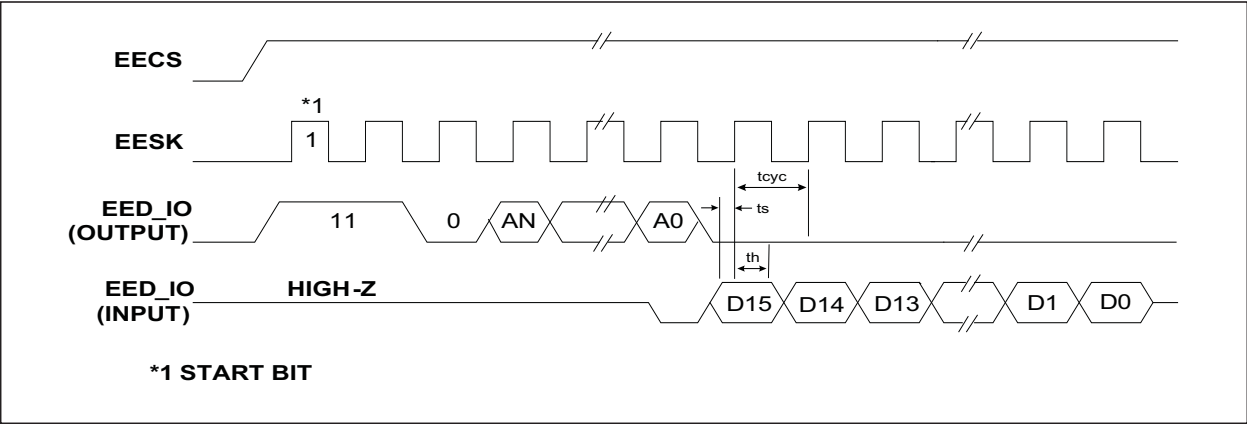 EECS
*1
EESK
1
tcyc
EED_IO
(OUTPUT)
11
0
AN
A0
ts
th
EED_IO
(INPUT)
HIGH-Z
D15
D14
D13
D1
D0
*1 START BIT